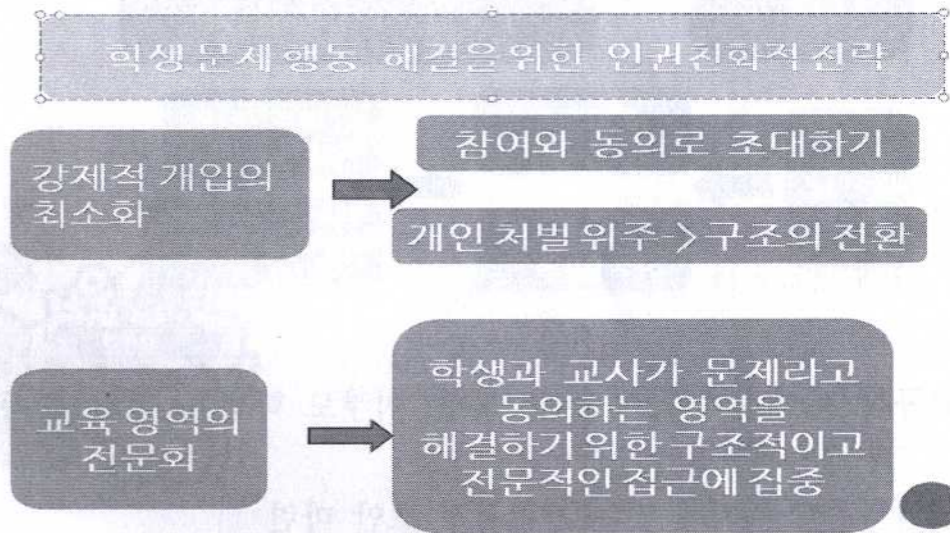 학생 문제 행동 해결을 위한 인권친화적 전략
강제적 개입의
최소화
참여와 동의로 초대하기
개인 처벌 위주->구조의 전환
교육 영역의
전문화
학생과 교사가 문제라고
동의하는 영역을
해결하기 위한 구조적이고
전문적인 접근에 집중